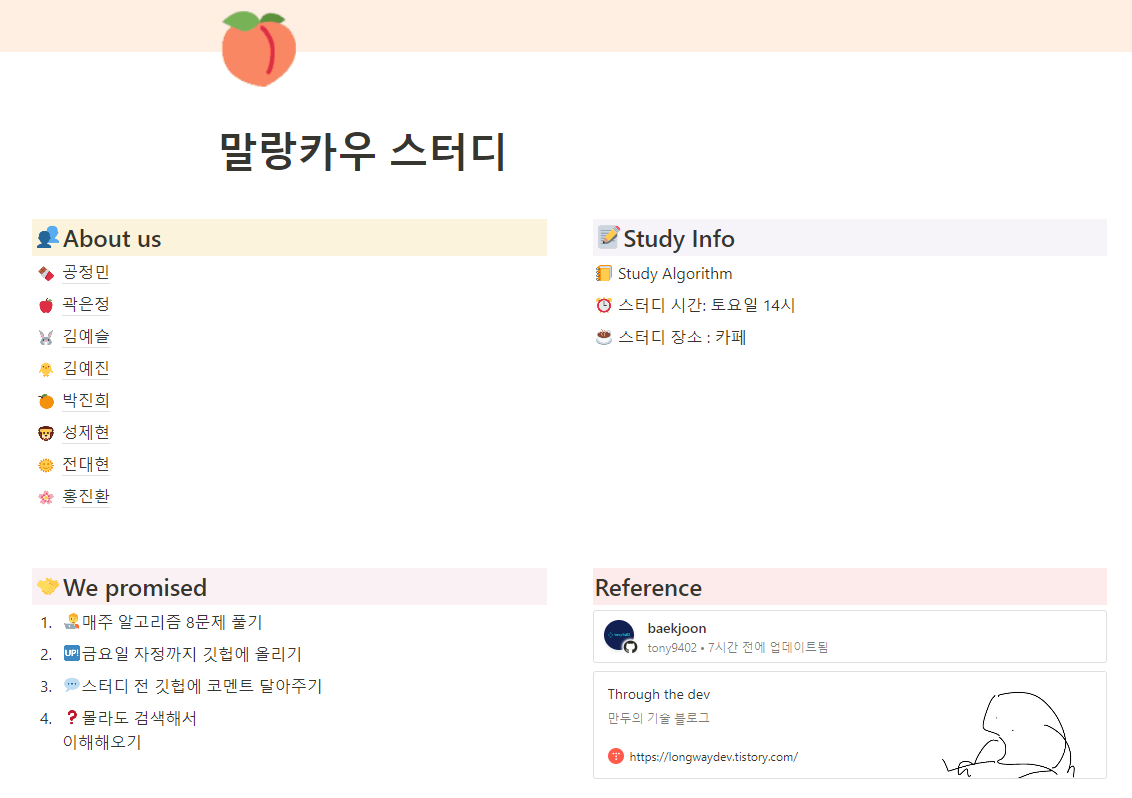 말랑카우 스터디
About us
공정민
곽은정
김예슬
김예진
박진희
성제현
전대현
홍진환
Study Info
Study Algorithm
스터디 시간: 토요일 14시
스터디 장소 : 카페
We promised
1. 매주 알고리즘 8문제 풀기
2. UP! 금요일 자정까지 깃헙에 올리기
3. 스터디 전 깃헙에 코멘트 달아주기
4. ❓몰라도 검색해서
이해해오기
Reference
baekjoon
tony9402 • 7시간 전에 업데이트됨
Through the dev
만두의 기술 블로그
https://longwaydev.tistory.com/